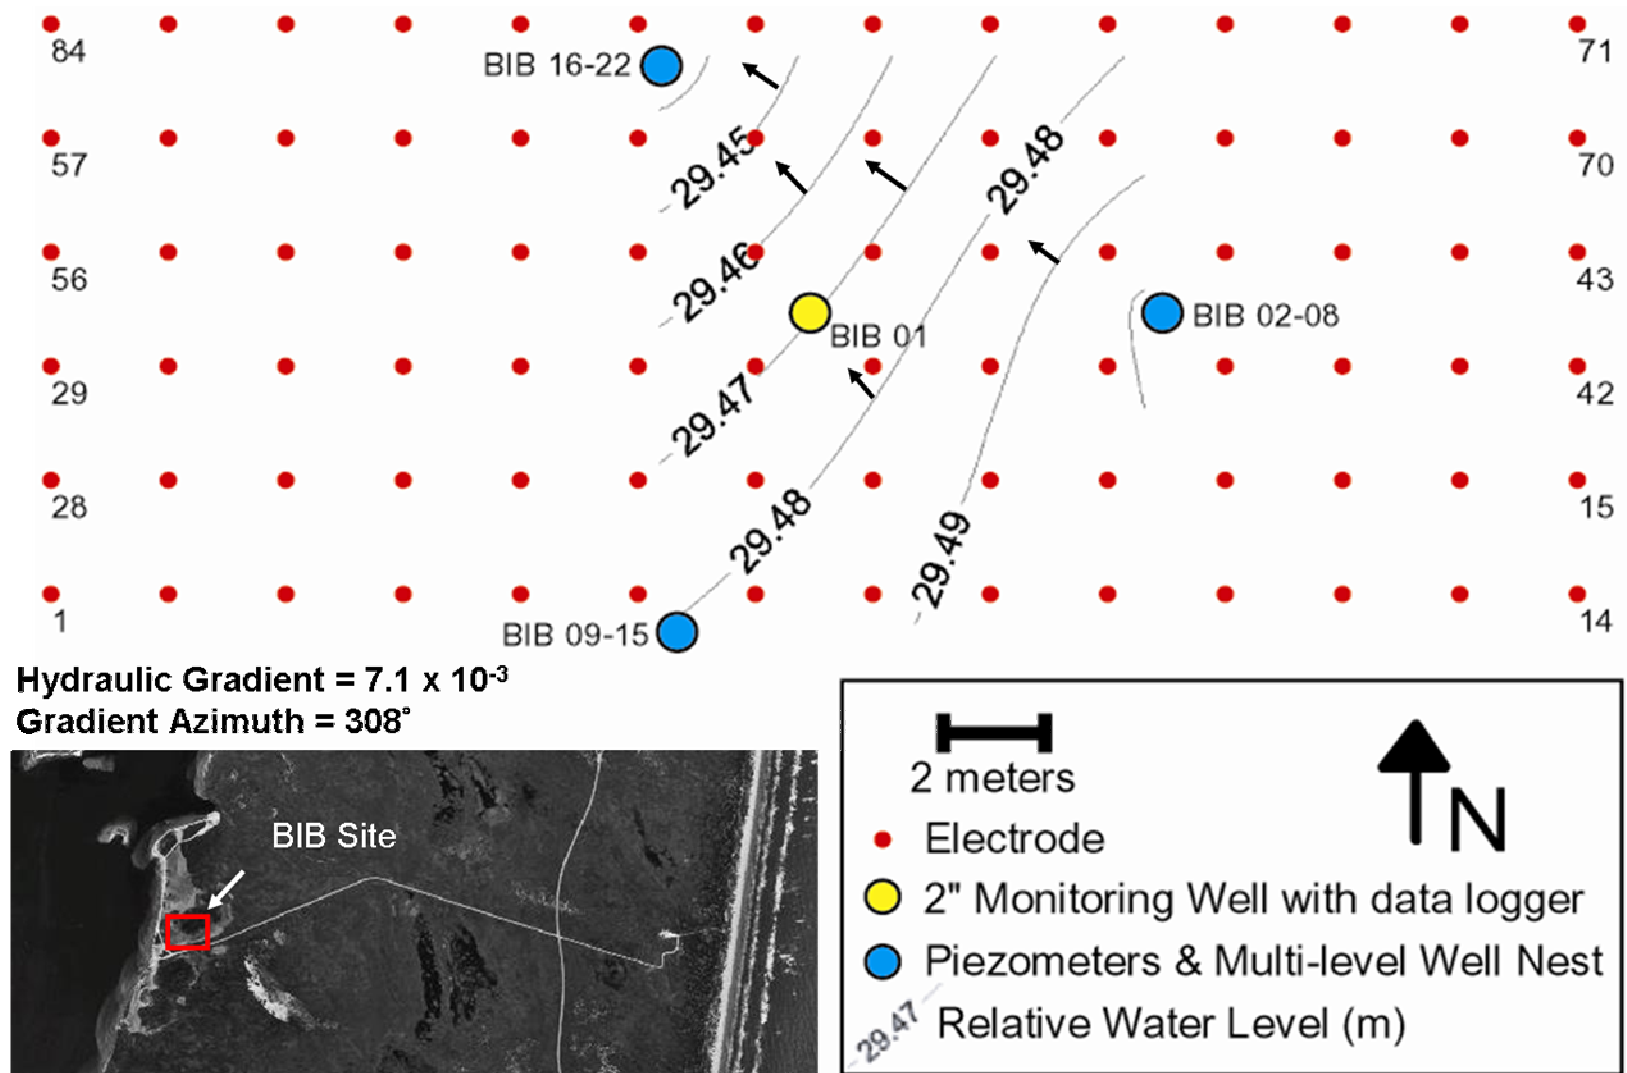 84
BIB 16-22
71
57
29.45
29.48
70
56
29.46
43
BIB 01
BIB 02-08
29
29.47
42
28
29.48
29.49
15
1
BIB 09-15
14
Hydraulic Gradient = 7.1 x 10⁻³
Gradient Azimuth = 308°
BIB Site
2 meters
N
Electrode
2" Monitoring Well with data logger
Piezometers & Multi-level Well Nest
29.47
Relative Water Level (m)